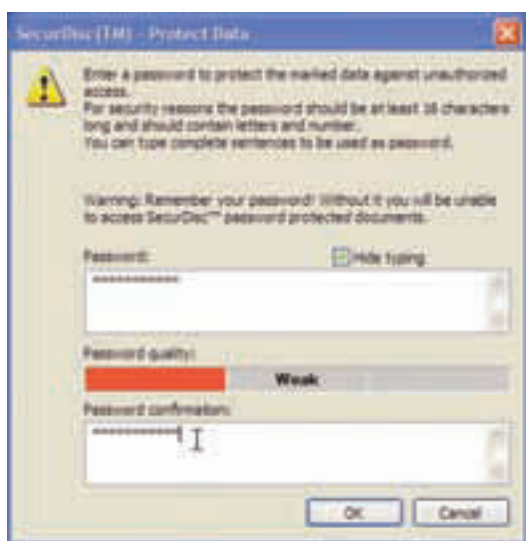 SecurDisc(TM) - Protect Data
Enter a password to protect the marked data against unauthorized
access.
For security reasons the password should be at least 16 characters
long and should contain letters and number.
You can type complete sentences to be used as password.
Warning: Remember your password! Without it you will be unable
to access SecurDisc™ password protected documents.
Password:
Hide typing
Password quality:
Weak
Password confirmation:
OK
Cancel